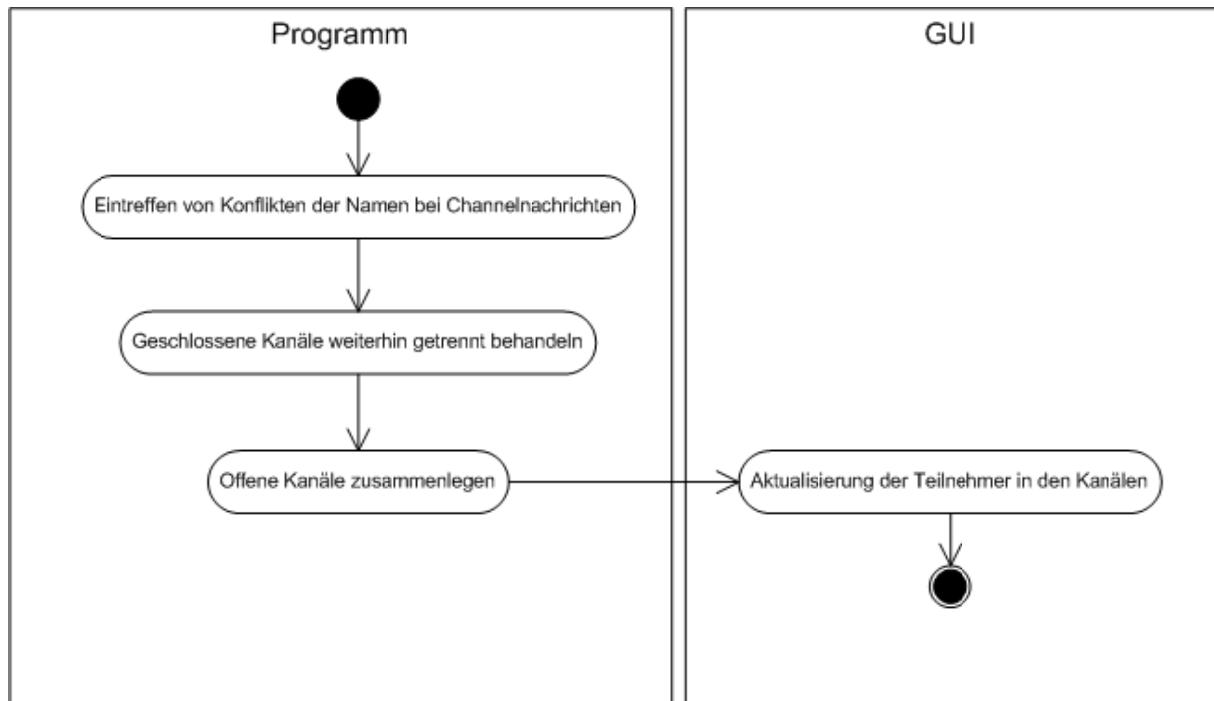 Programm
GUI
Eintreffen von Konflikten der Namen bei Channelnachrichten
Geschlossene Kanäle weiterhin getrennt behandeln
Offene Kanäle zusammenlegen
Aktualisierung der Teilnehmer in den Kanälen